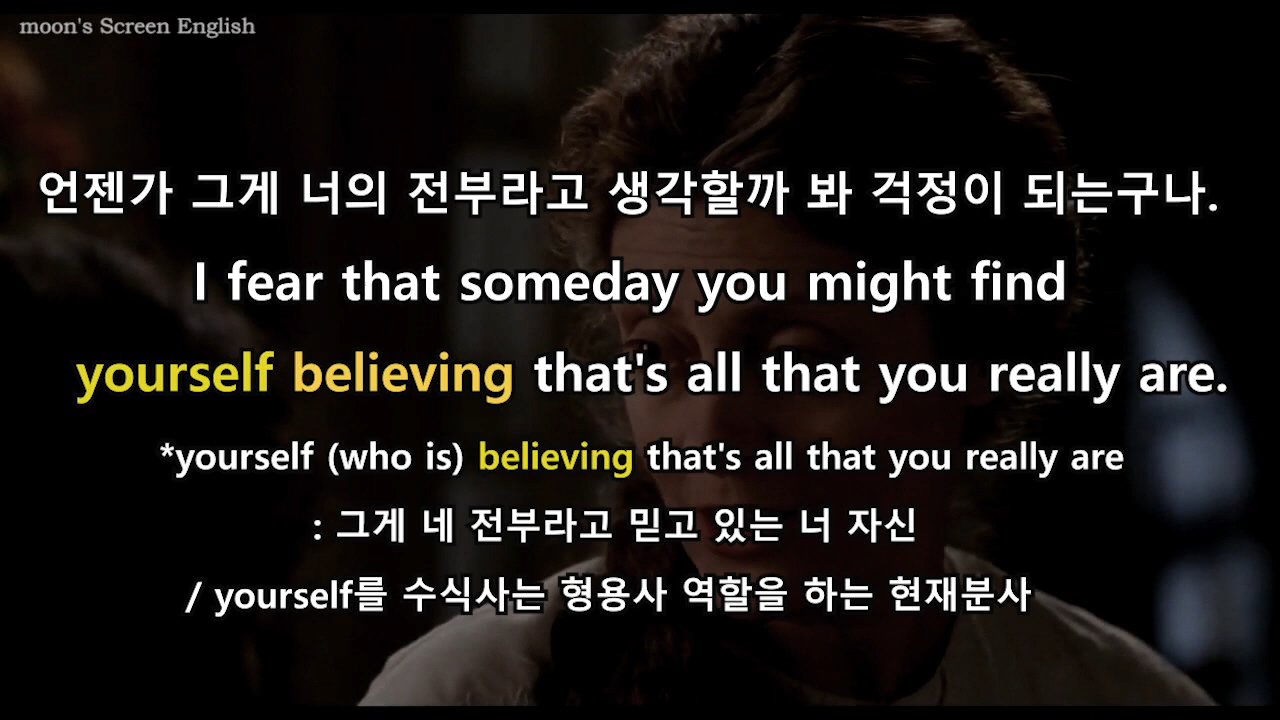 moon's Screen English
언젠가 그게 너의 전부라고 생각할까 봐 걱정이 되는구나.
I fear that someday you might find
yourself believing that's all that you really are.
*yourself (who is) believing that's all that you really are
: 그게 네 전부라고 믿고 있는 너 자신
/ yourself를 수식사는 형용사 역할을 하는 현재분사